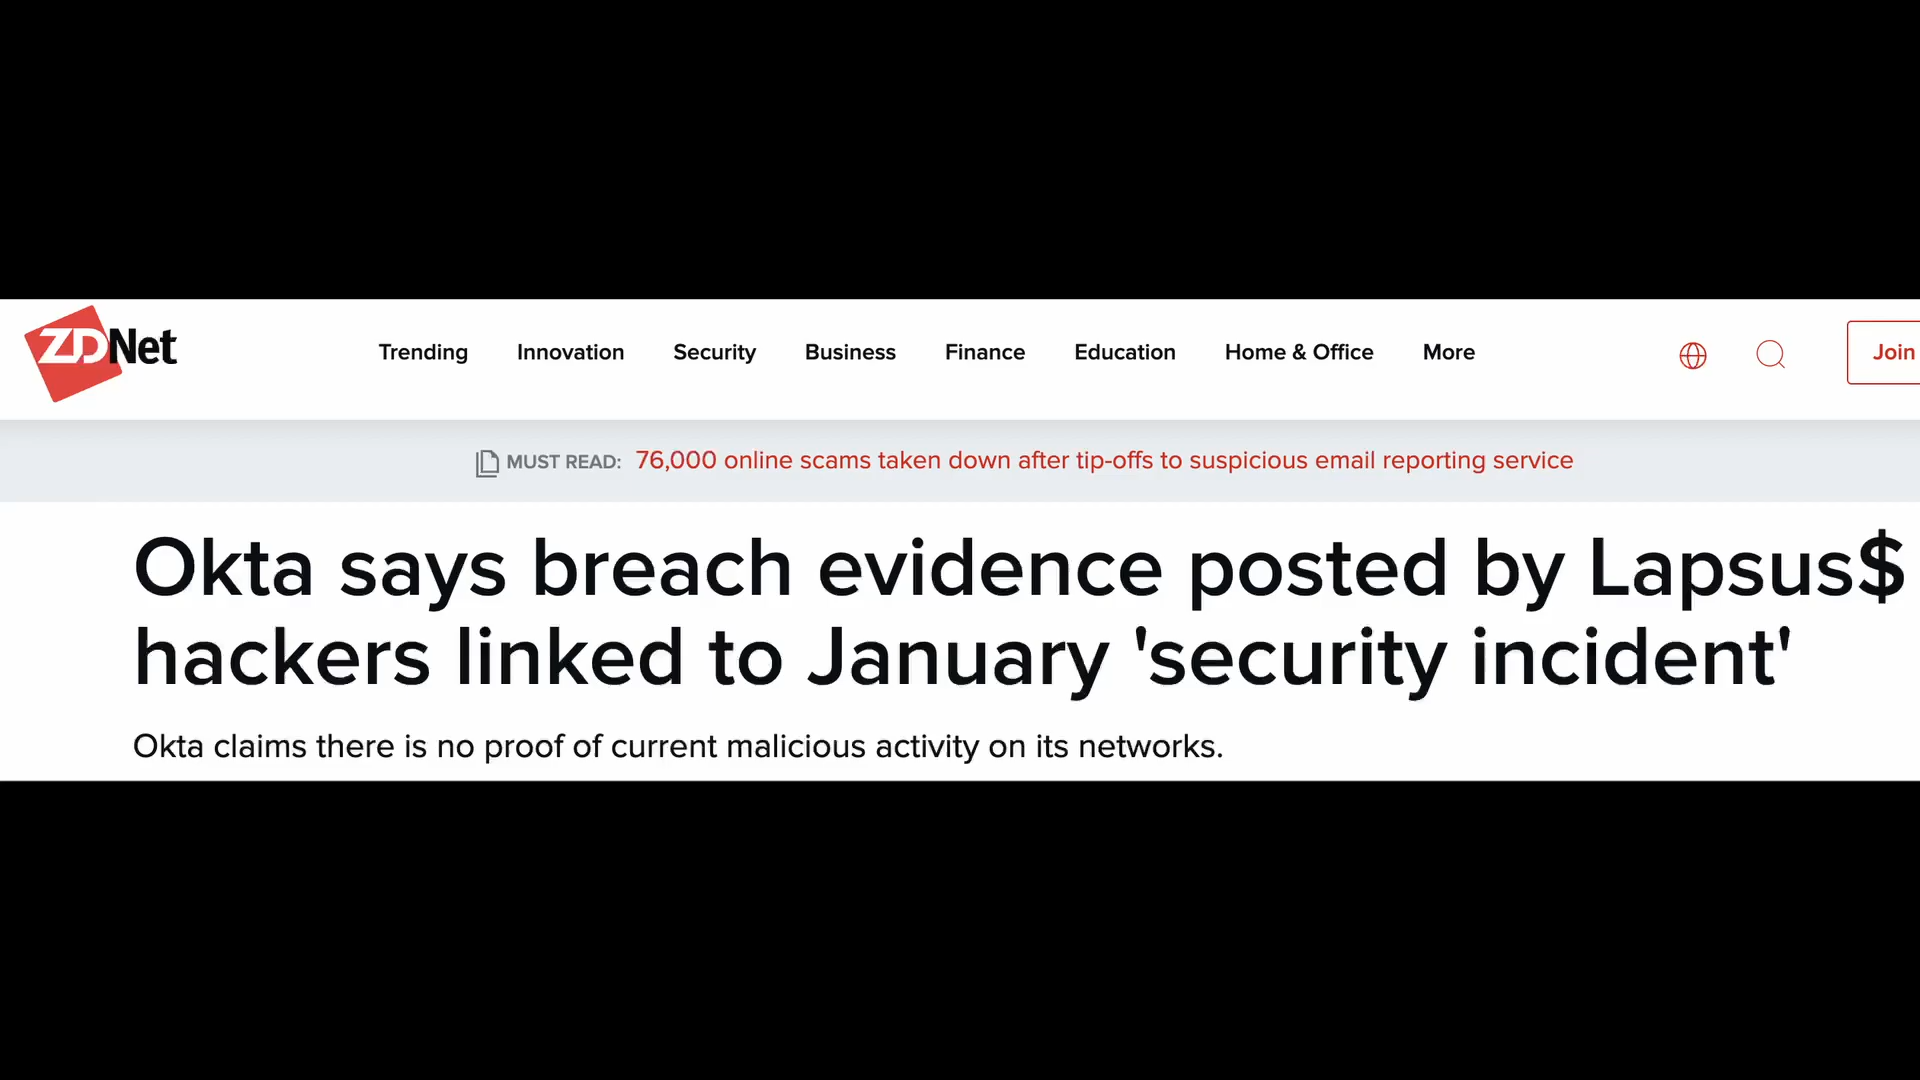 ZDNet
Trending Innovation Security Business Finance Education Home & Office More Join
MUST READ: 76,000 online scams taken down after tip-offs to suspicious email reporting service
Okta says breach evidence posted by Lapsus$
hackers linked to January 'security incident'
Okta claims there is no proof of current malicious activity on its networks.